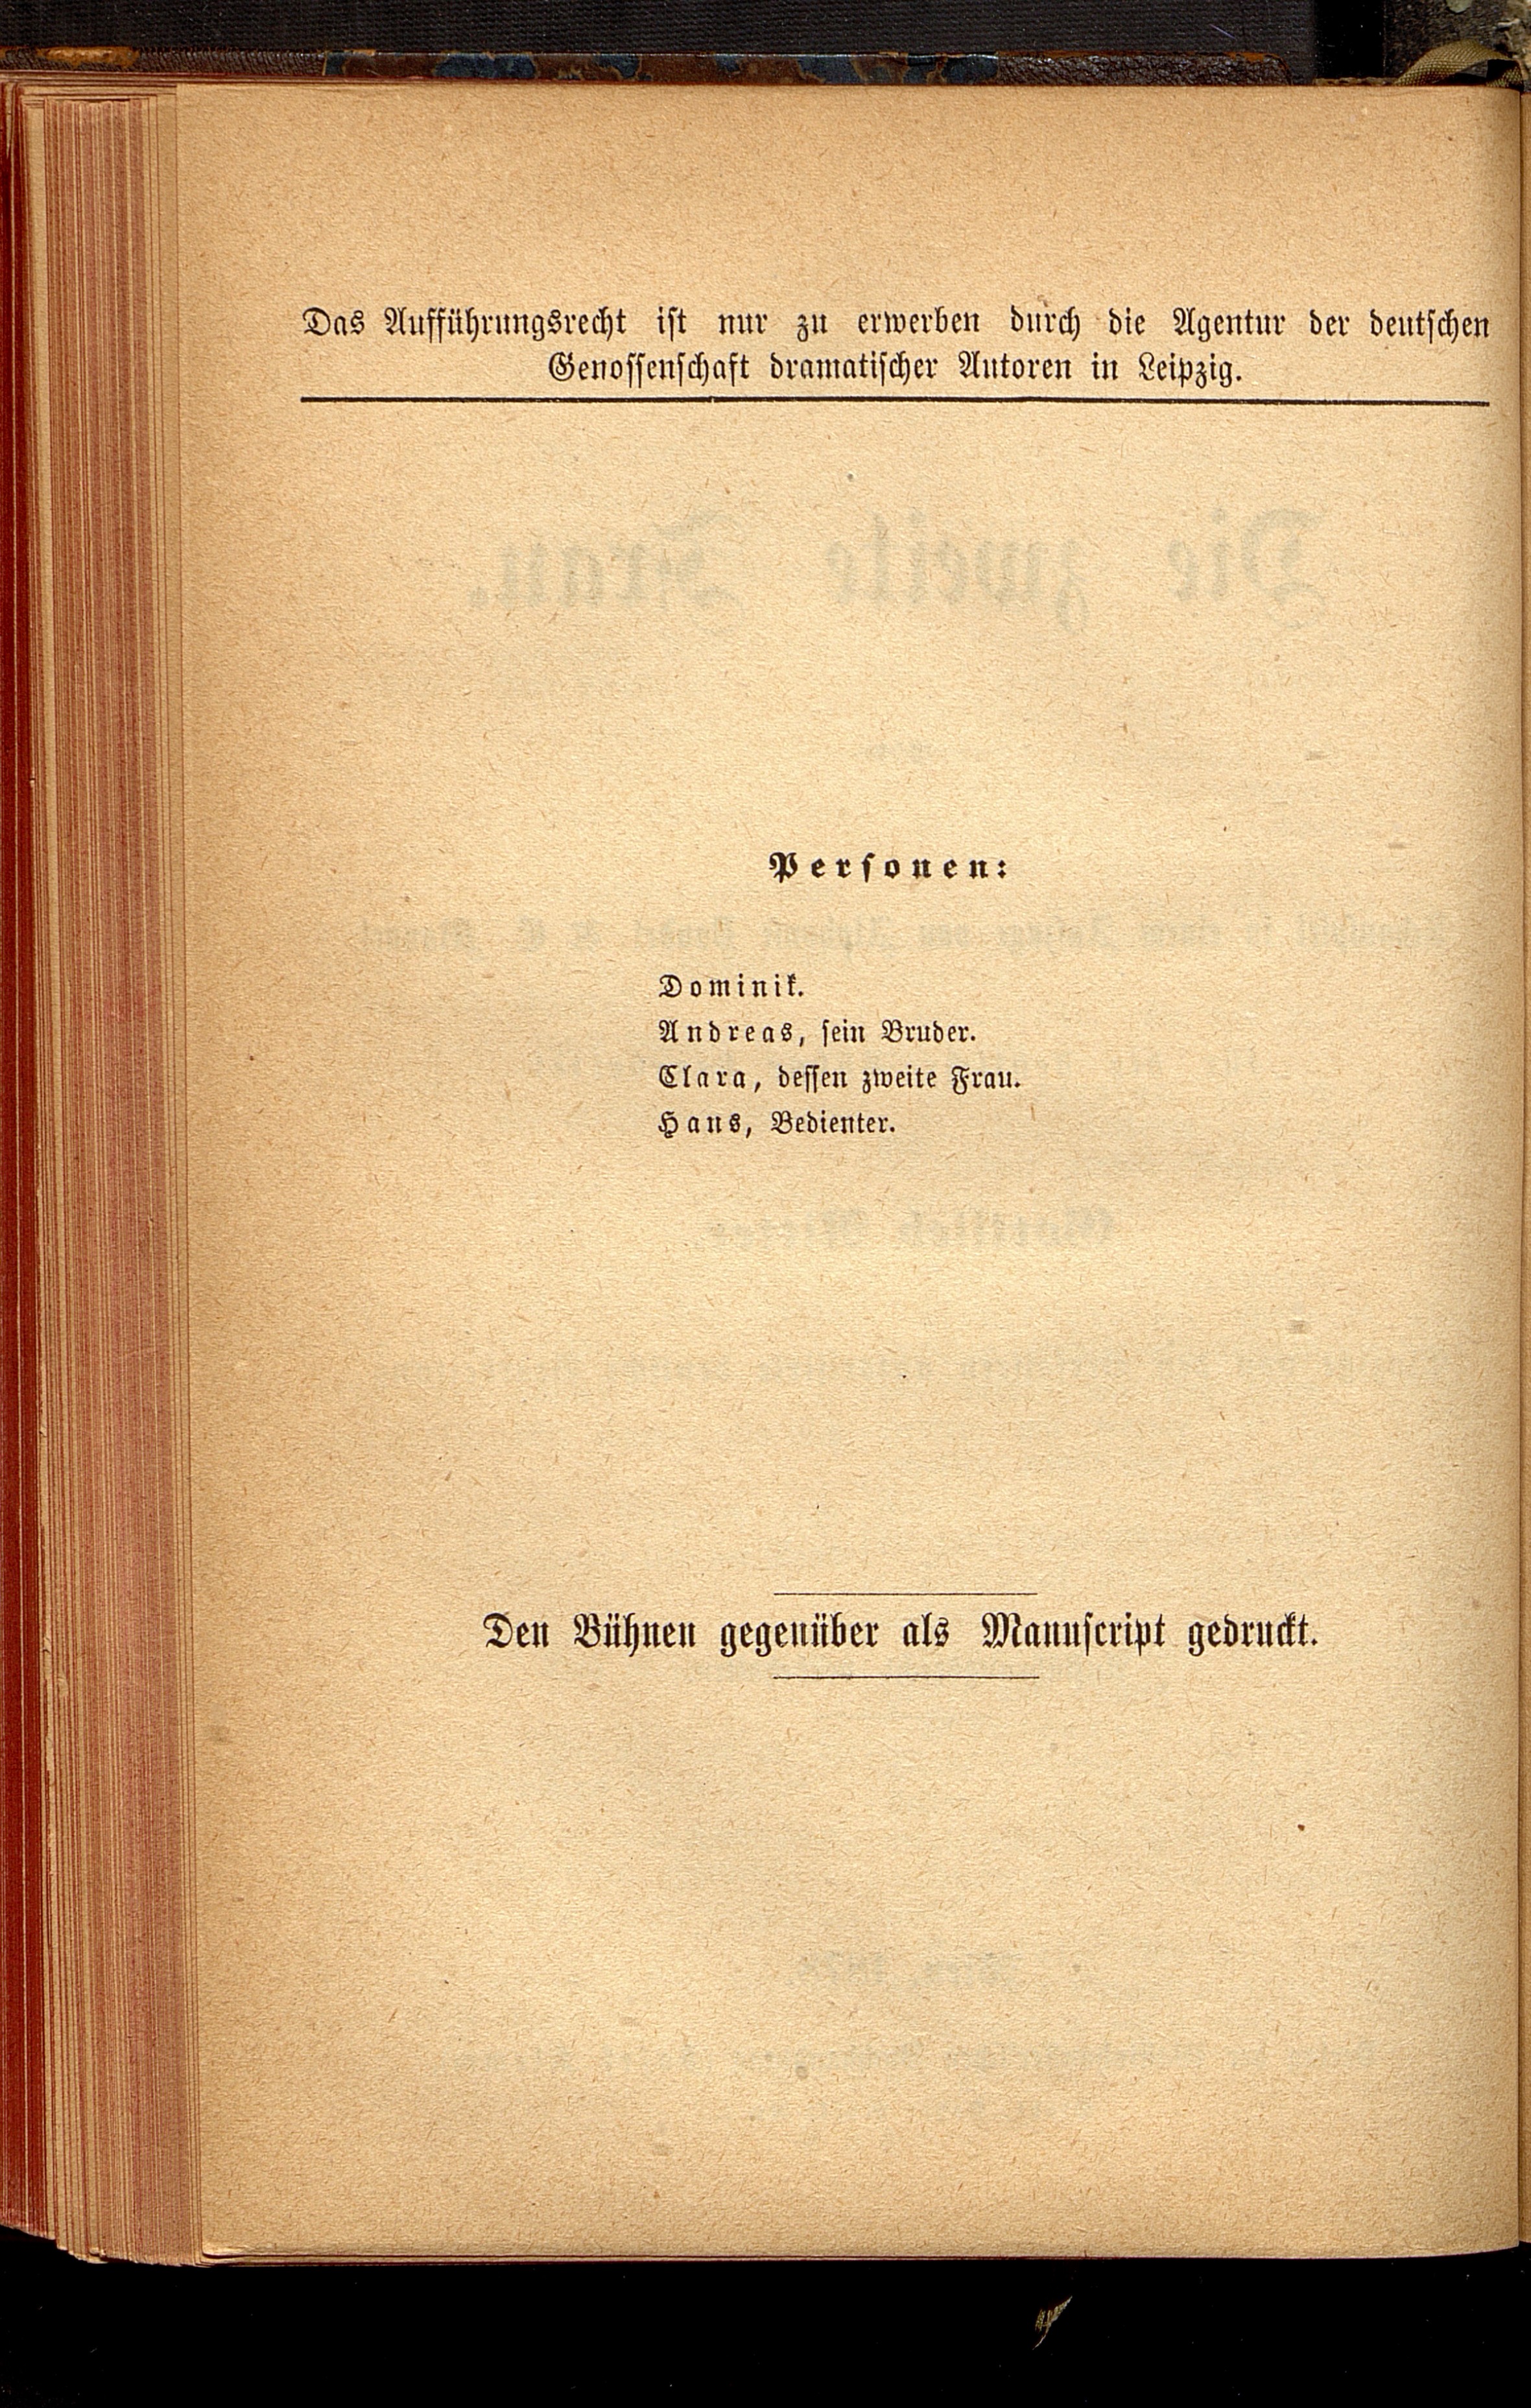 Das Aufführungsrecht ist nur zu erwerben durch die Agentur der deutschen
Genossenschaft dramatischer Autoren in Leipzig.
Personen:
Dominik.
Andreas, sein Bruder.
Clara, dessen zweite Frau.
Hans, Bedienter.
Den Bühnen gegenüber als Manuscript gedruckt.